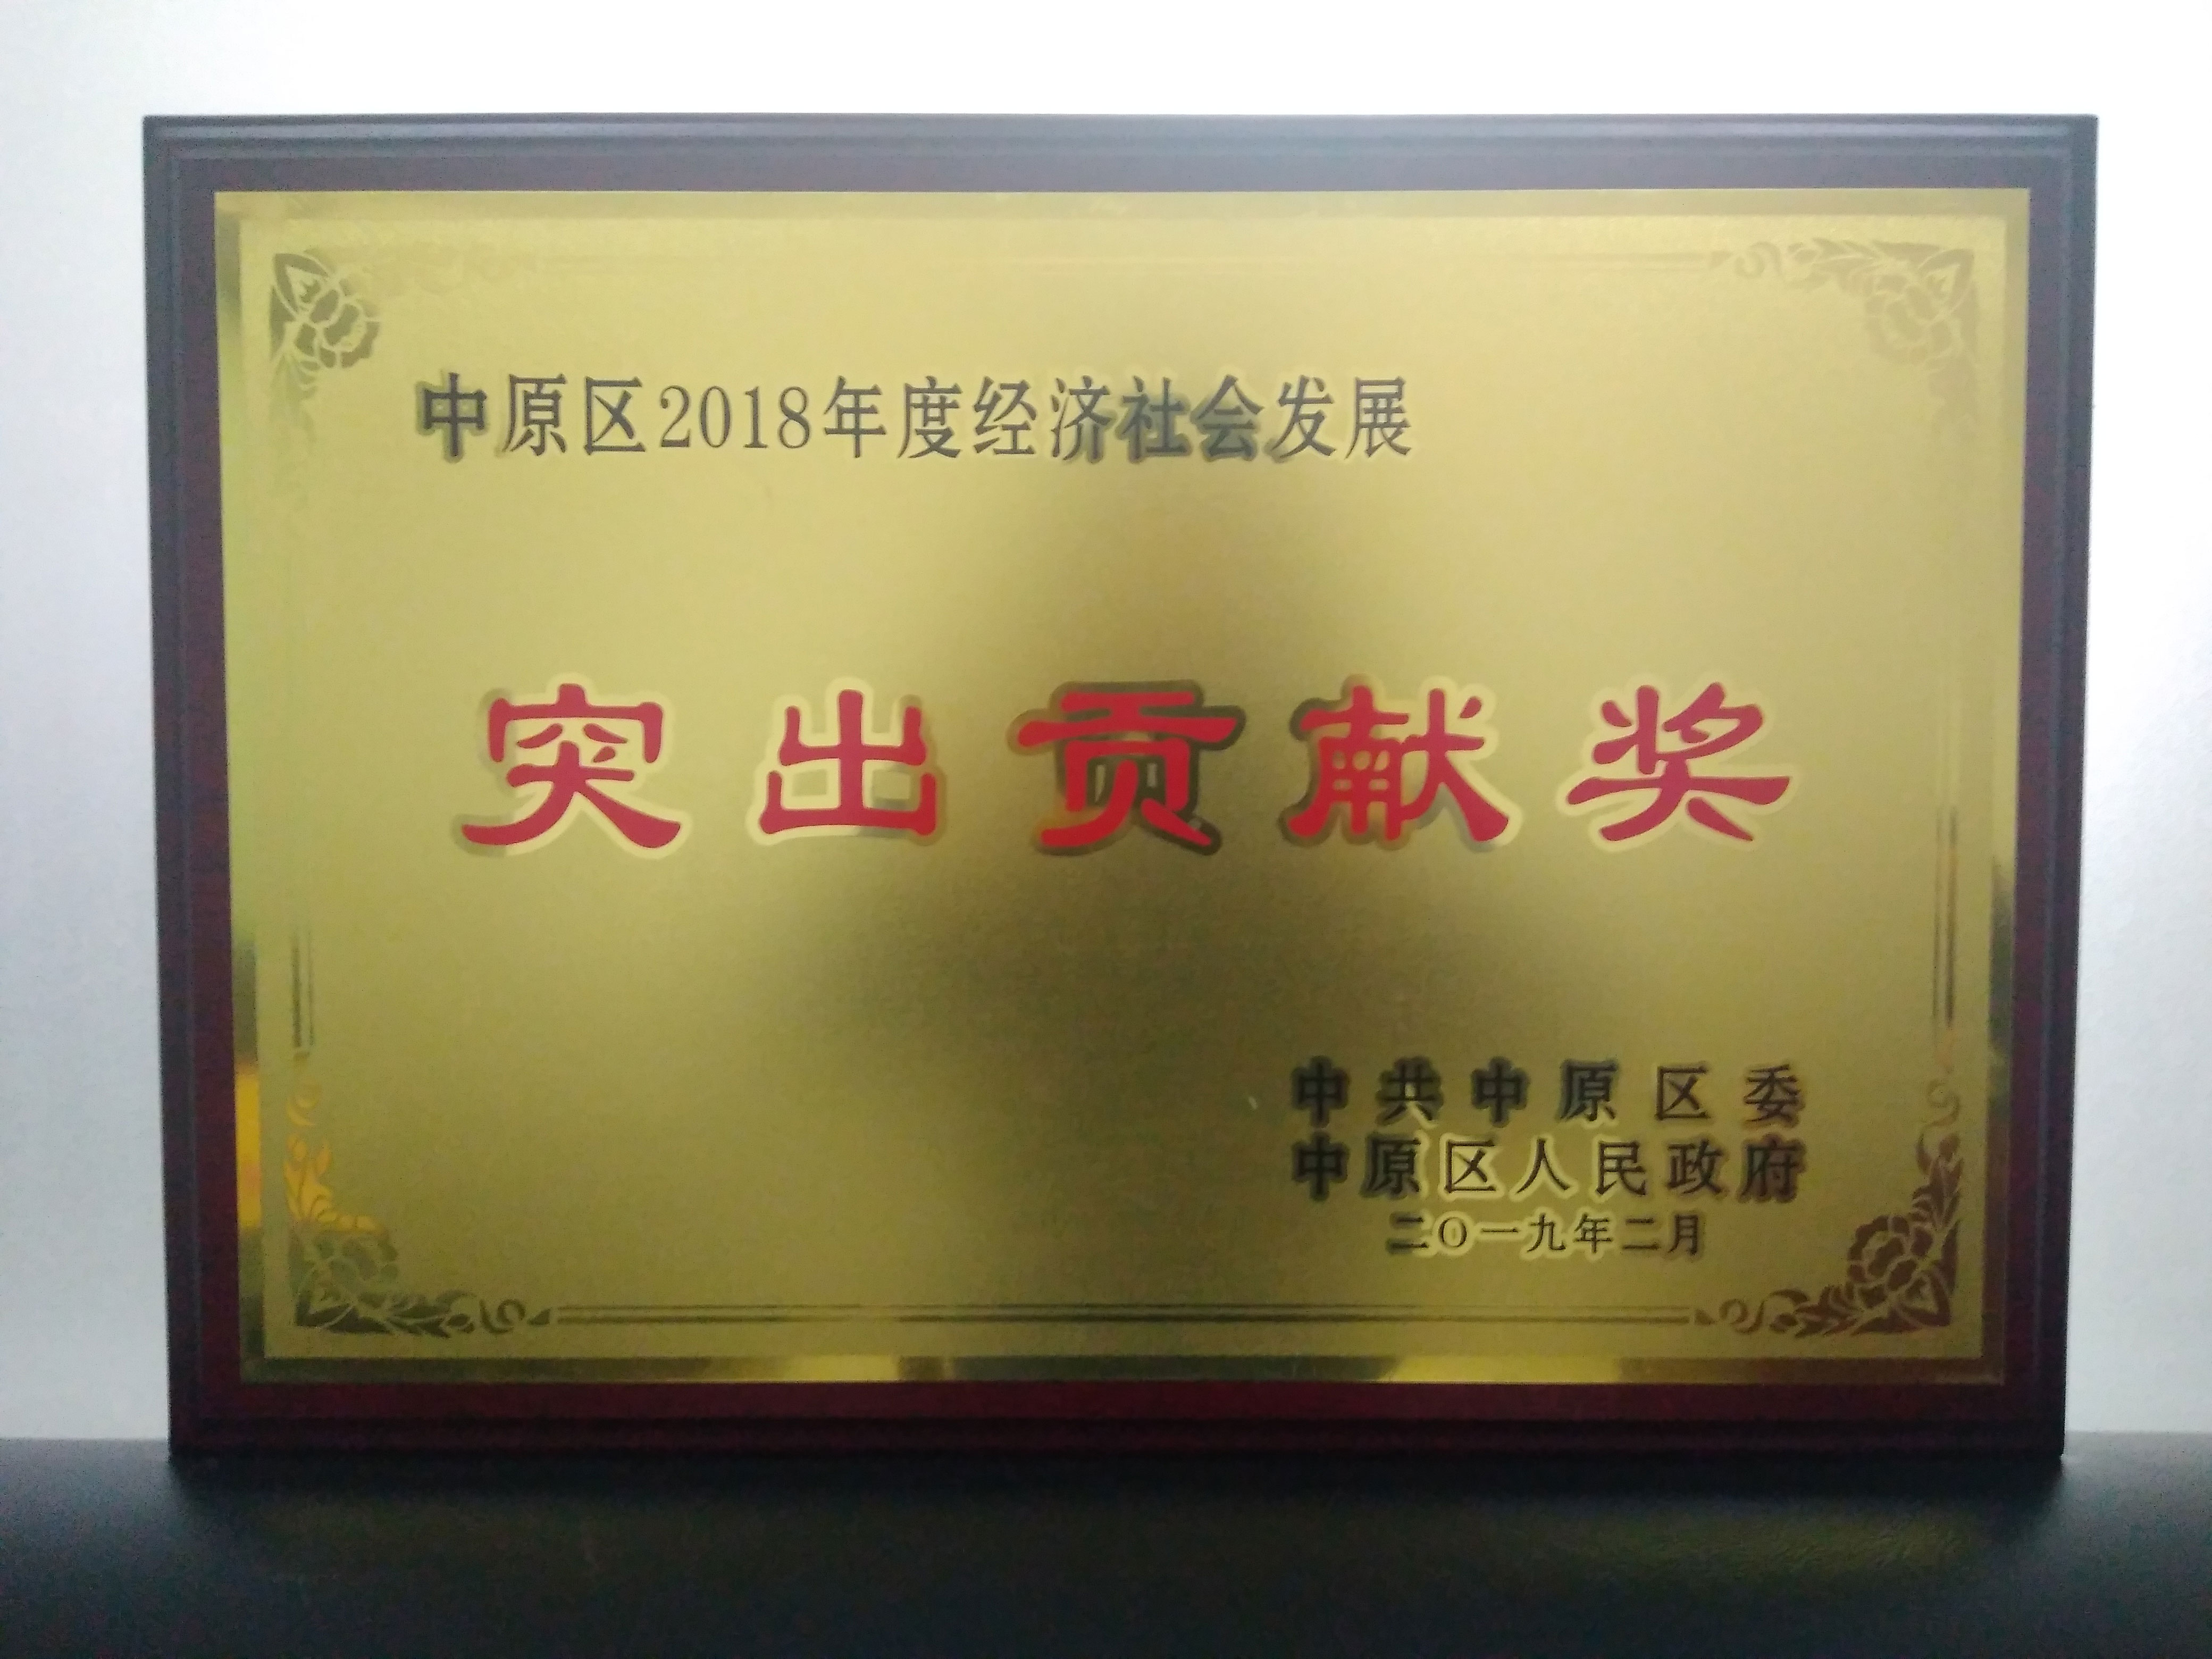 中原区2018年度经济社会发展
突出贡献奖
中共中原区委
中原区人民政府
二〇一九年二月